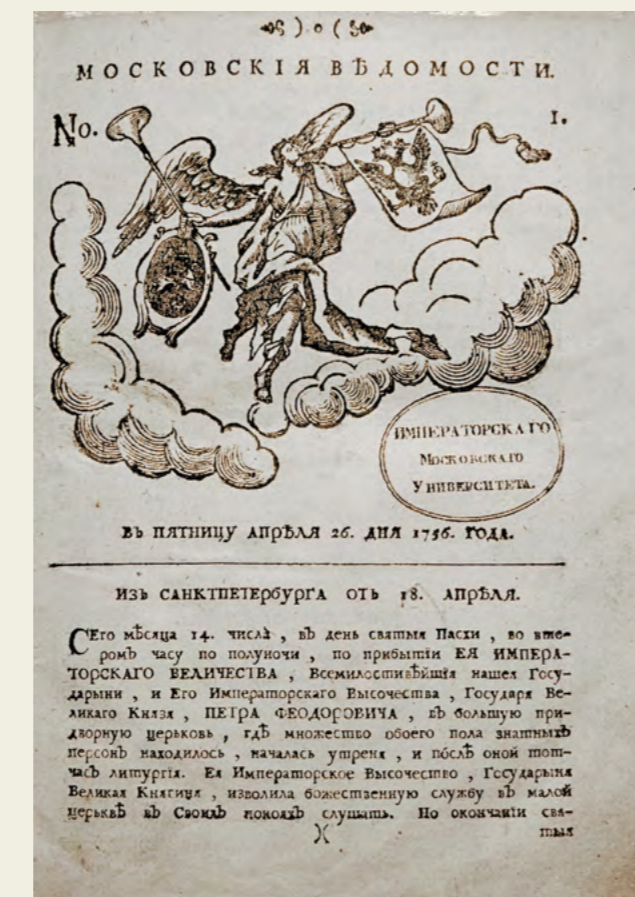 ) о (
МОСКОВСКІЯ ВѢДОМОСТИ.
No. 1.
ИМПЕРАТОРСКАГО
МОСКОВСКАГО
УНИВЕРСИТЕТА.
ВЪ ПЯТНИЦУ АПРѢЛЯ 26. ДНЯ 1756. ГОДА.
ИЗЪ САНКТПЕТЕРБУРГА ОТЪ 18. АПРѢЛЯ.
СЕго мѣсяца 14. числа , въ день святыя Пасхи , во вто-
ромъ часу по полуночи , по прибытіи ЕЯ ИМПЕРА-
ТОРСКАГО ВЕЛИЧЕСТВА , Всемилостивѣйшія нашея Госу-
дарыни , и Его Императорскаго Высочества , Государя Ве-
ликаго Князя , ПЕТРА ФЕОДОРОВИЧА , въ большую при-
дворную церьковь , гдѣ множество обоего пола знатныхъ
персонъ находилось , началась утреня , и послѣ оной тот-
часъ литургія. Ея Императорское Высочество , Государыня
Великая Княгиня , изволила божественную службу въ малой
церьквѣ въ Своихъ покояхъ слушать. По окончаніи свя-
)( тыя